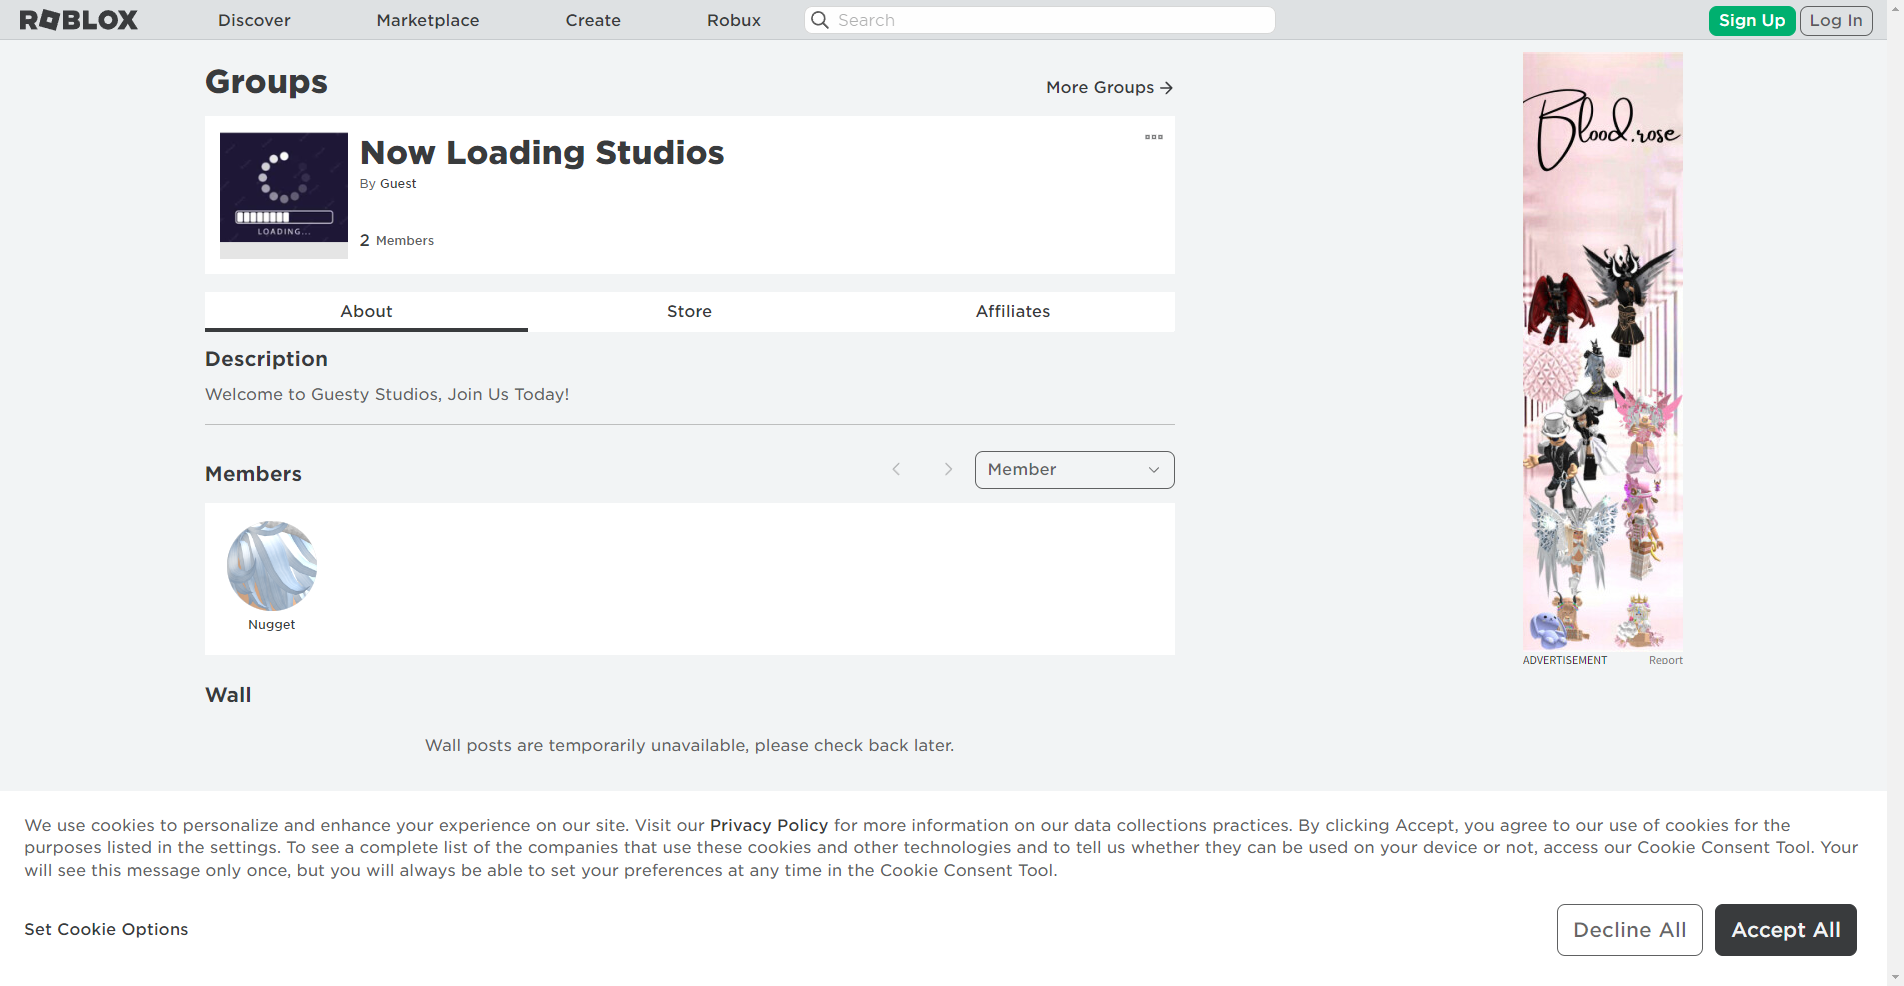 ROBLOX
Discover
Marketplace
Create
Robux
Search
Sign Up
Log In
Groups
More Groups
Now Loading Studios
By Guest
2 Members
LOADING...
About
Store
Affiliates
Description
Welcome to Guesty Studios, Join Us Today!
Members
Member
Nugget
Wall
Wall posts are temporarily unavailable, please check back later.
Blood.rose
ADVERTISEMENT
Report
We use cookies to personalize and enhance your experience on our site. Visit our Privacy Policy for more information on our data collections practices. By clicking Accept, you agree to our use of cookies for the
purposes listed in the settings. To see a complete list of the companies that use these cookies and other technologies and to tell us whether they can be used on your device or not, access our Cookie Consent Tool. Your
will see this message only once, but you will always be able to set your preferences at any time in the Cookie Consent Tool.
Set Cookie Options
Decline All
Accept All